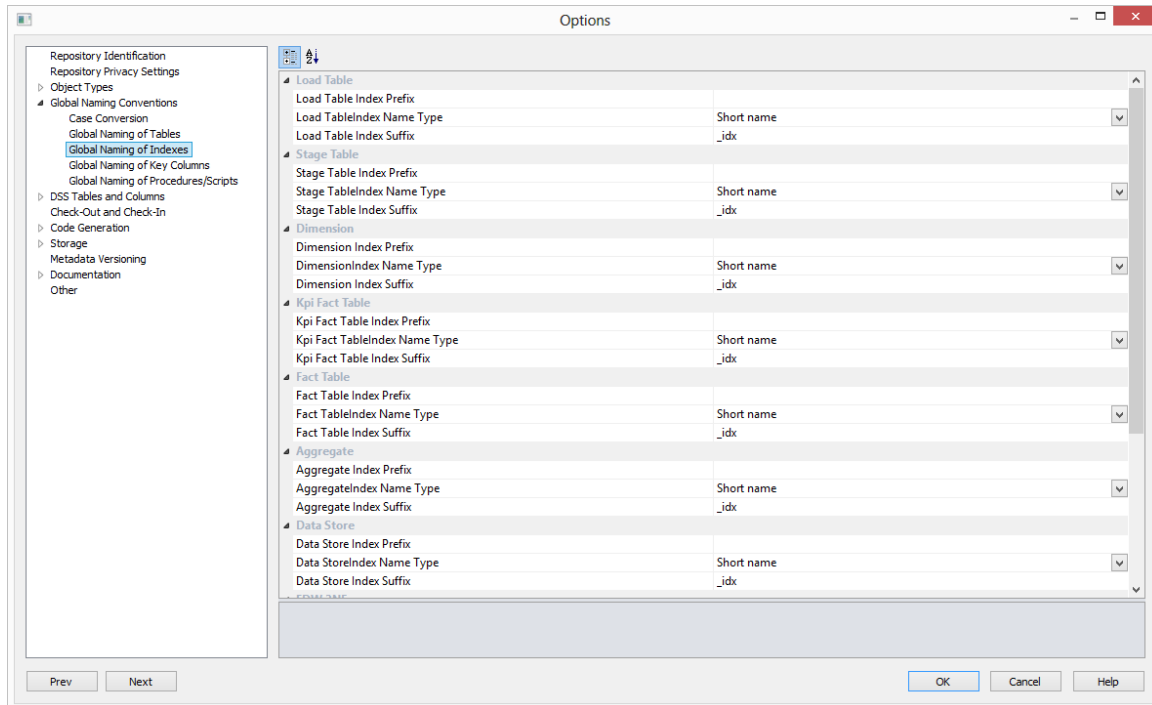 Options
Repository Identification
Repository Privacy Settings
Object Types
Global Naming Conventions
Case Conversion
Global Naming of Tables
Global Naming of Indexes
Global Naming of Key Columns
Global Naming of Procedures/Scripts
DSS Tables and Columns
Check-Out and Check-In
Code Generation
Storage
Metadata Versioning
Documentation
Other
Load Table
Load Table Index Prefix
Load TableIndex Name Type Short name
Load Table Index Suffix _idx
Stage Table
Stage Table Index Prefix
Stage TableIndex Name Type Short name
Stage Table Index Suffix _idx
Dimension
Dimension Index Prefix
DimensionIndex Name Type Short name
Dimension Index Suffix _idx
Kpi Fact Table
Kpi Fact Table Index Prefix
Kpi Fact TableIndex Name Type Short name
Kpi Fact Table Index Suffix _idx
Fact Table
Fact Table Index Prefix
Fact TableIndex Name Type Short name
Fact Table Index Suffix _idx
Aggregate
Aggregate Index Prefix
AggregateIndex Name Type Short name
Aggregate Index Suffix _idx
Data Store
Data Store Index Prefix
Data StoreIndex Name Type Short name
Data Store Index Suffix _idx
Prev Next OK Cancel Help